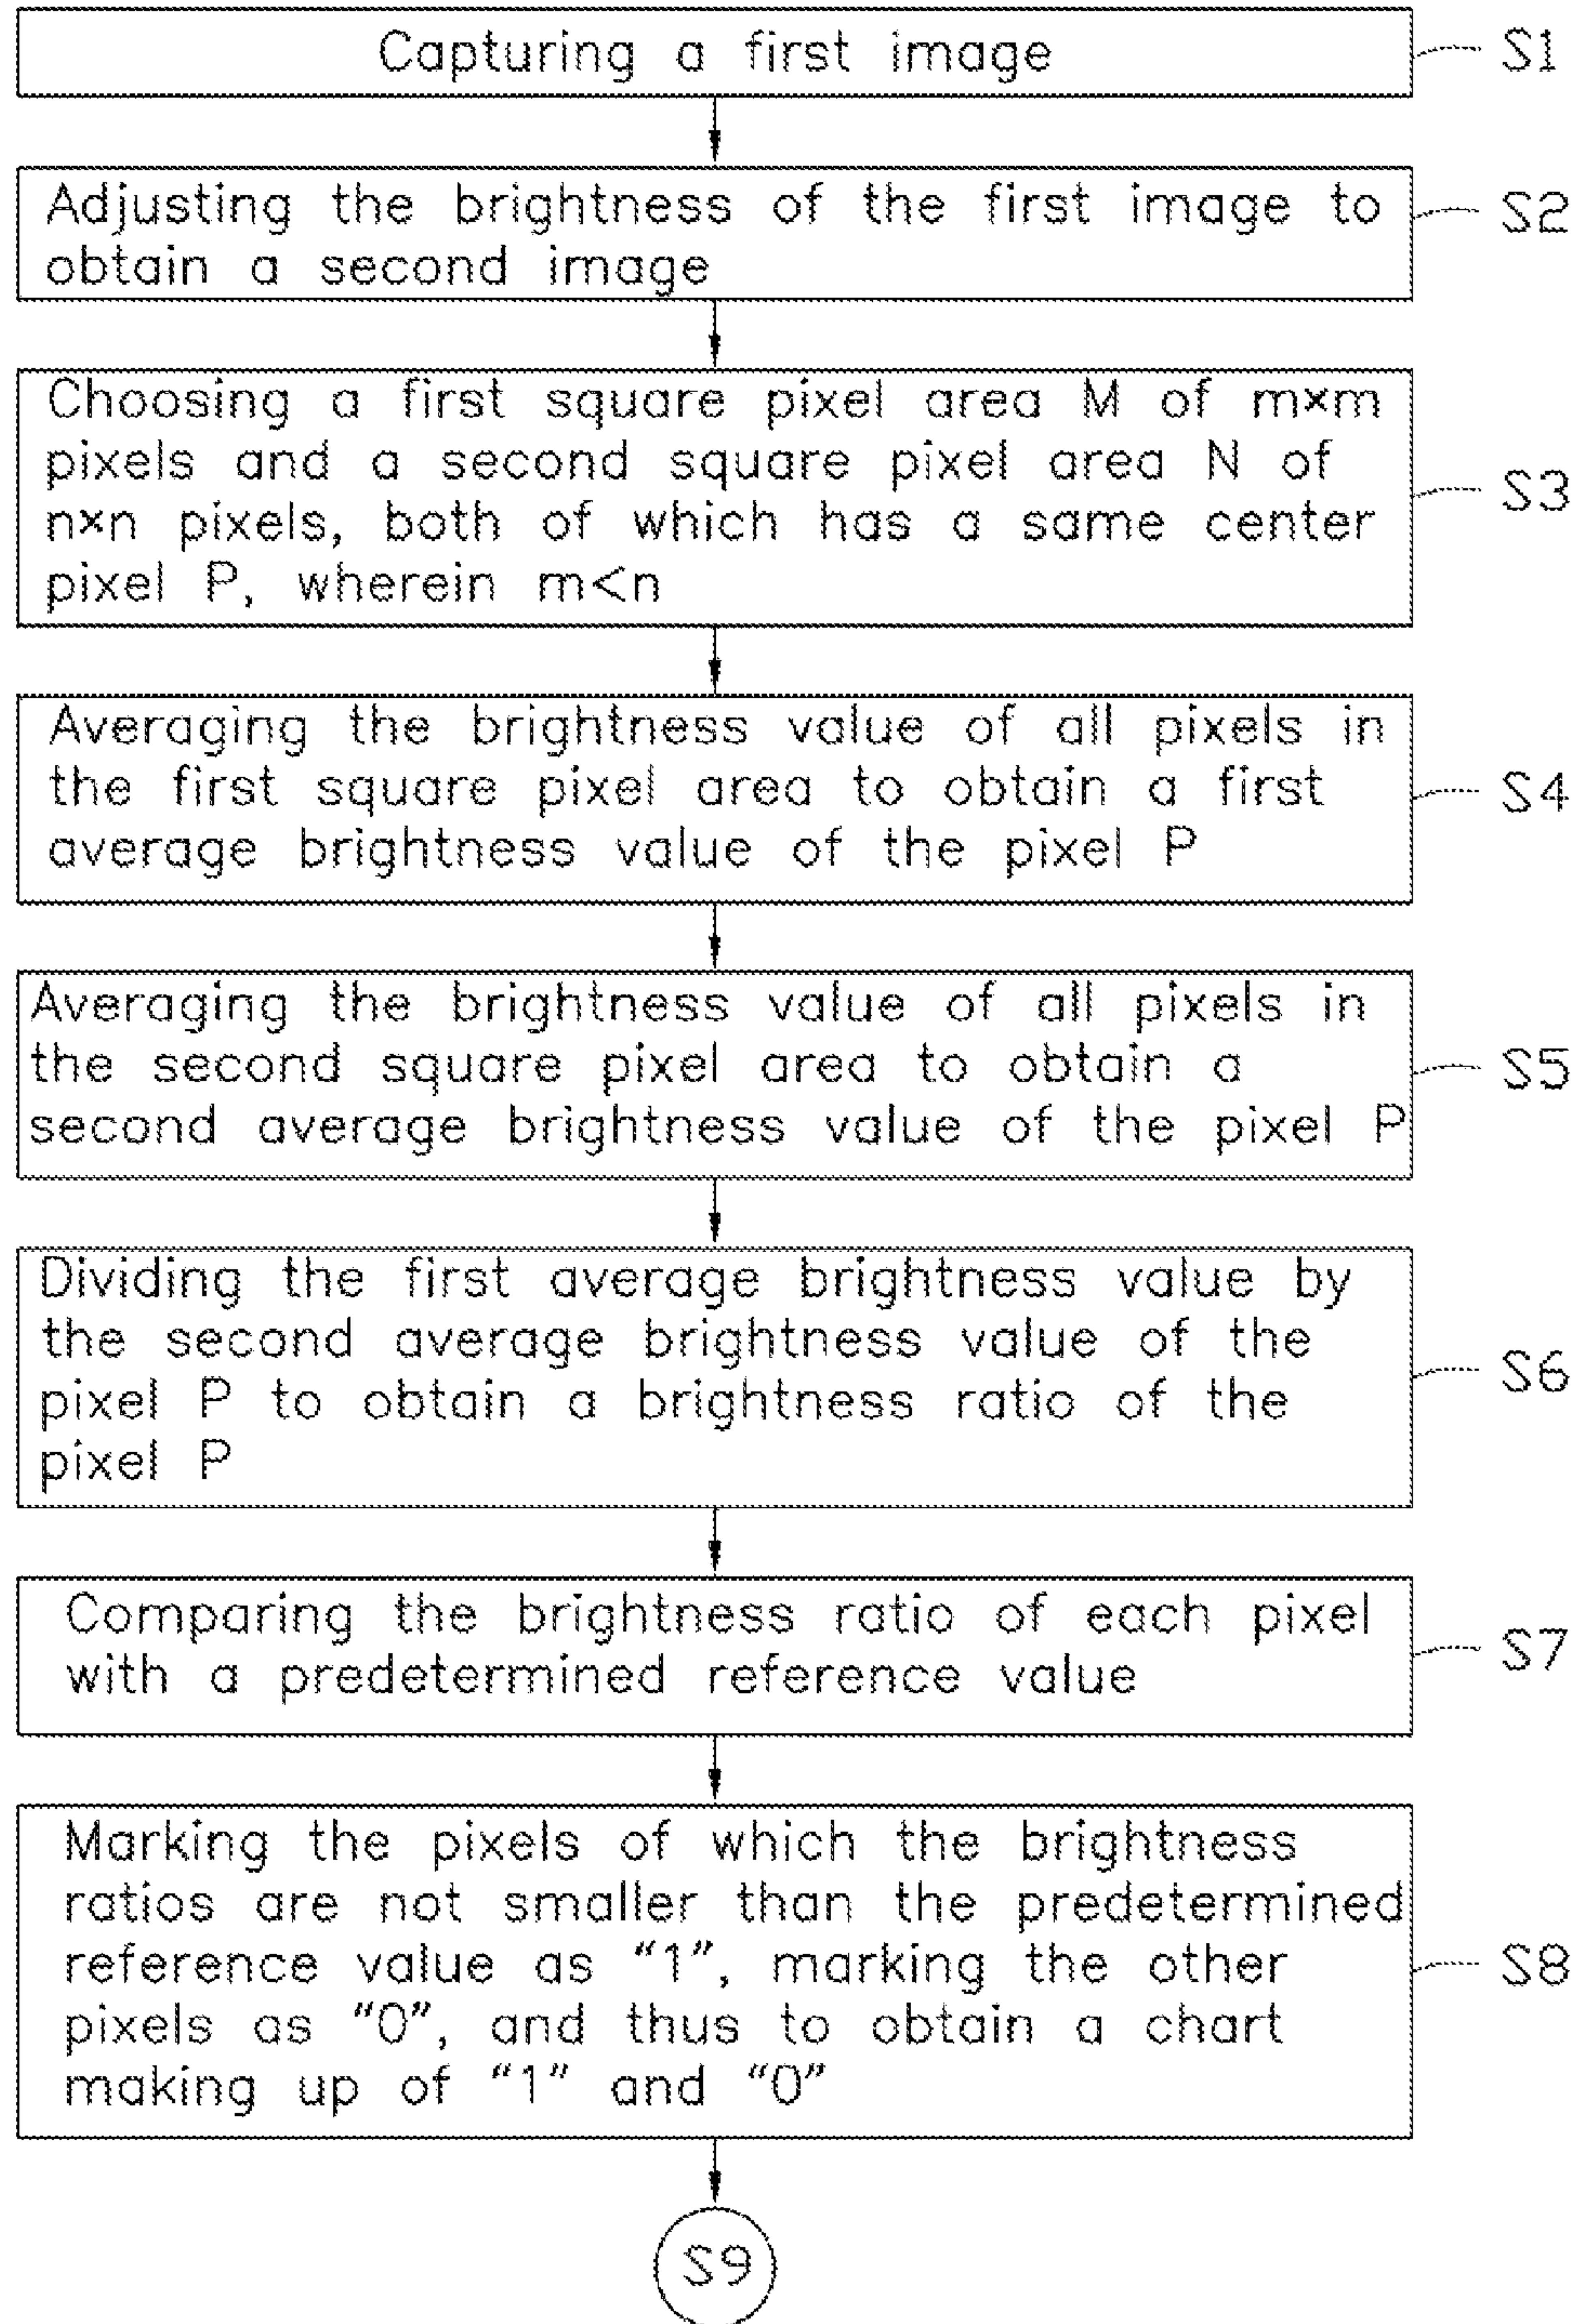 Capturing a first image
S1
Adjusting the brightness of the first image to
obtain a second image
S2
Choosing a first square pixel area M of m×m
pixels and a second square pixel area N of
n×n pixels, both of which has a same center
pixel P, wherein m<n
S3
Averaging the brightness value of all pixels in
the first square pixel area to obtain a first
average brightness value of the pixel P
S4
Averaging the brightness value of all pixels in
the second square pixel area to obtain a
second average brightness value of the pixel P
S5
Dividing the first average brightness value by
the second average brightness value of the
pixel P to obtain a brightness ratio of the
pixel P
S6
Comparing the brightness ratio of each pixel
with a predetermined reference value
S7
Marking the pixels of which the brightness
ratios are not smaller than the predetermined
reference value as “1”, marking the other
pixels as “0”, and thus to obtain a chart
making up of “1” and “0”
S8
S9